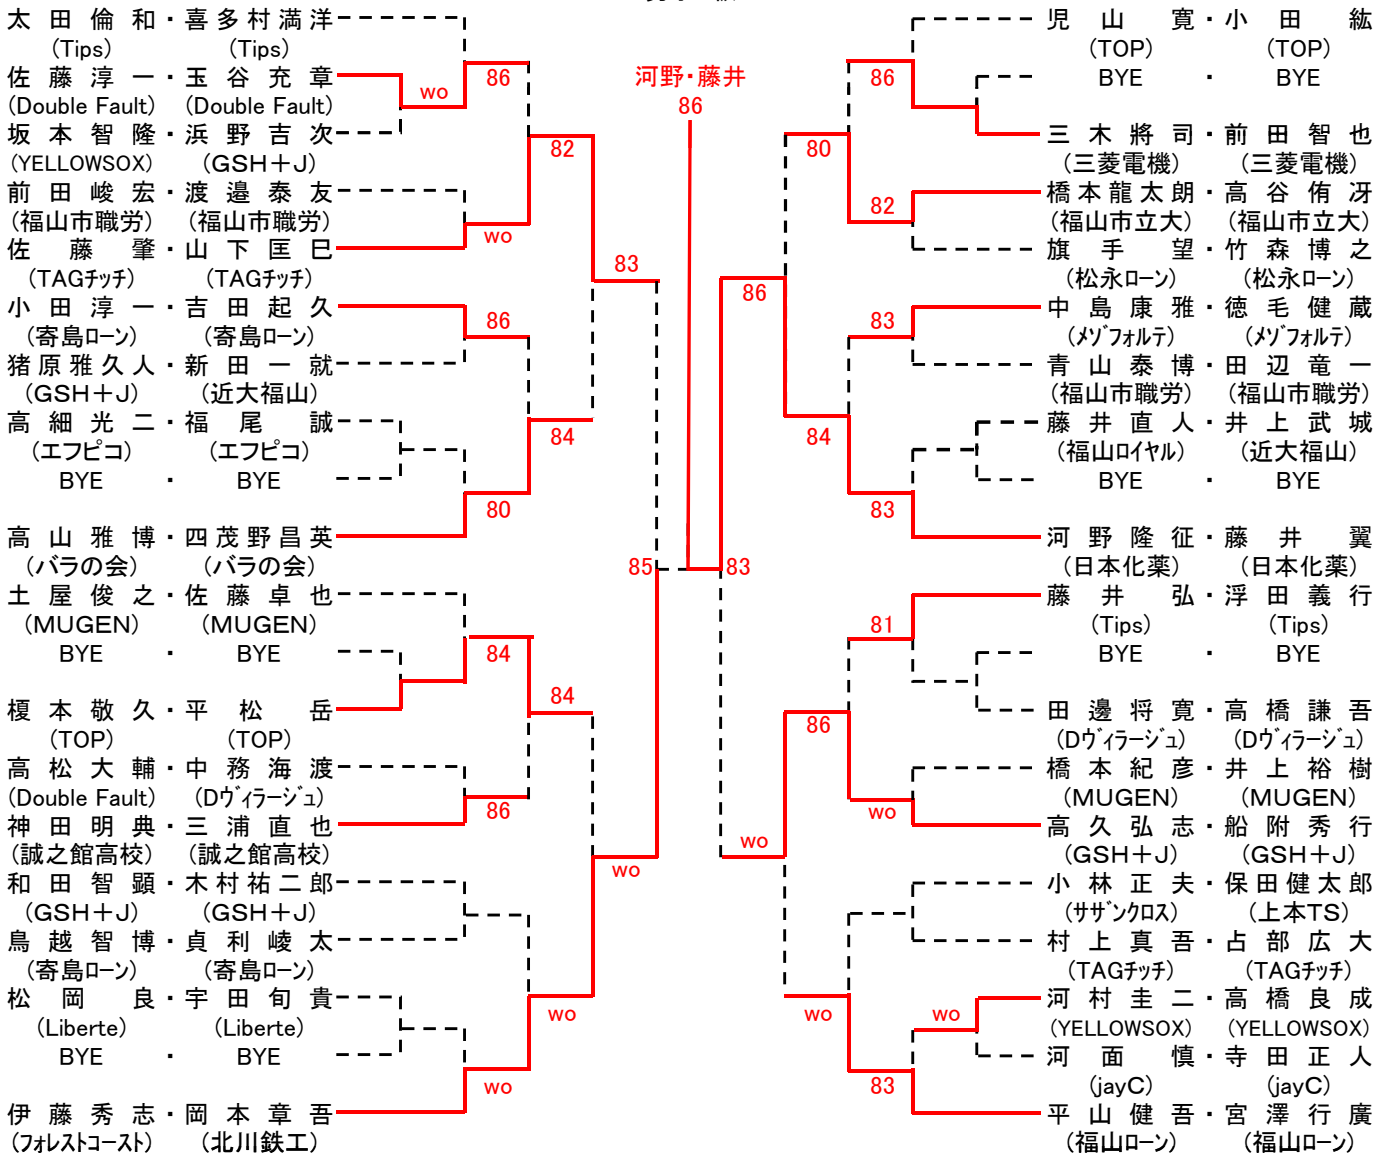 太田倫和・喜多村満洋
(Tips) (Tips)
佐藤淳一・玉谷充章
(Double Fault) (Double Fault)
坂本智隆・浜野吉次
(YELLOWSOX) (GSH+J)
前田峻宏・渡邉泰友
(福山市職労) (福山市職労)
佐藤肇・山下匡巳
(TAGチッチ) (TAGチッチ)
小田淳一・吉田起久
(寄島ローン) (寄島ローン)
猪原雅久人・新田一就
(GSH+J) (近大福山)
高細光二・福尾誠
(エフピコ) (エフピコ)
BYE ・ BYE
高山雅博・四茂野昌英
(バラの会) (バラの会)
土屋俊之・佐藤卓也
(MUGEN) (MUGEN)
BYE ・ BYE
榎本敬久・平松岳
(TOP) (TOP)
高松大輔・中務海渡
(Double Fault) (Dヴィラージュ)
神田明典・三浦直也
(誠之館高校) (誠之館高校)
和田智顕・木村祐二郎
(GSH+J) (GSH+J)
鳥越智博・貞利崚太
(寄島ローン) (寄島ローン)
松岡良・宇田旬貴
(Liberte) (Liberte)
BYE ・ BYE
伊藤秀志・岡本章吾
(フォレストコースト) (北川鉄工)
wo
86
wo
86
80
84
86
wo
82
84
84
wo
83
wo
85
河野・藤井
86
83
86
wo
80
84
86
wo
86
82
83
83
81
wo
83
wo
児山寛・小田紘
(TOP) (TOP)
BYE ・ BYE
三木將司・前田智也
(三菱電機) (三菱電機)
橋本龍太朗・高谷侑冴
(福山市立大) (福山市立大)
旗手望・竹森博之
(松永ローン) (松永ローン)
中島康雅・徳毛健蔵
(メゾフォルテ) (メゾフォルテ)
青山泰博・田辺竜一
(福山市職労) (福山市職労)
藤井直人・井上武城
(福山ロイヤル) (近大福山)
BYE ・ BYE
河野隆征・藤井翼
(日本化薬) (日本化薬)
藤井弘・浮田義行
(Tips) (Tips)
BYE ・ BYE
田邊将寛・高橋謙吾
(Dヴィラージュ) (Dヴィラージュ)
橋本紀彦・井上裕樹
(MUGEN) (MUGEN)
高久弘志・船附秀行
(GSH+J) (GSH+J)
小林正夫・保田健太郎
(サザンクロス) (上本TS)
村上真吾・占部広大
(TAGチッチ) (TAGチッチ)
河村圭二・高橋良成
(YELLOWSOX) (YELLOWSOX)
河面慎・寺田正人
(jayC) (jayC)
平山健吾・宮澤行廣
(福山ローン) (福山ローン)